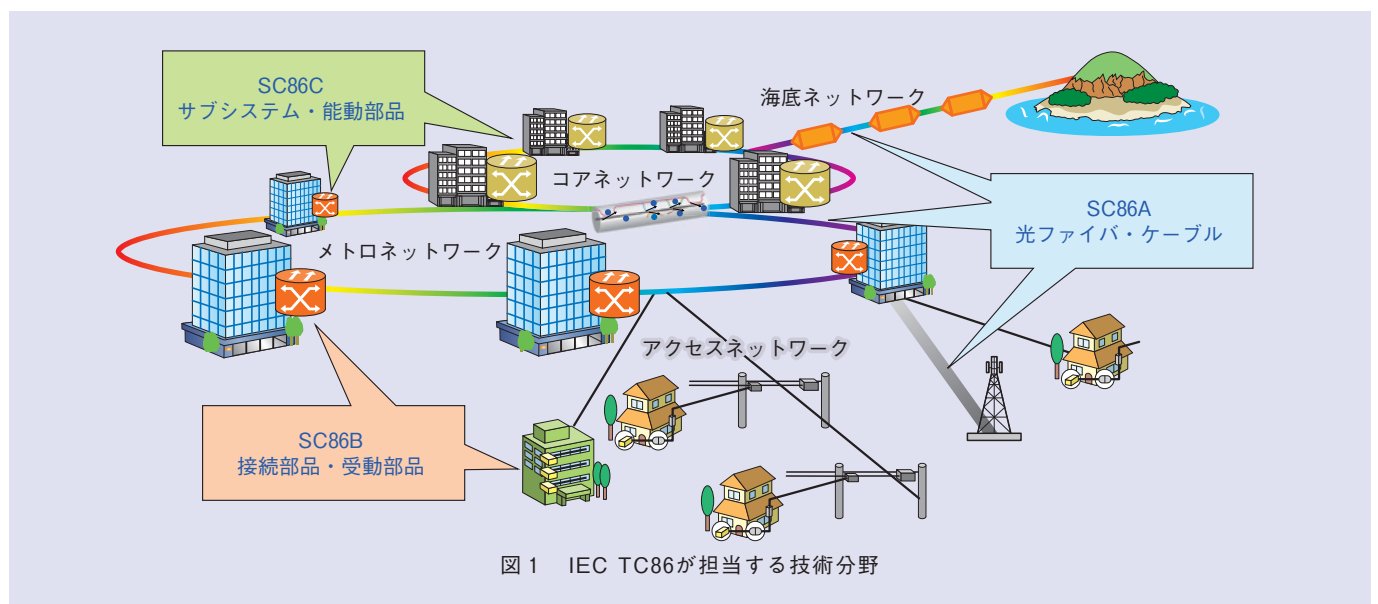 SC86C
サブシステム・能動部品
海底ネットワーク
コアネットワーク
SC86A
光ファイバ・ケーブル
メトロネットワーク
アクセスネットワーク
SC86B
接続部品・受動部品
図1 IEC TC86が担当する技術分野